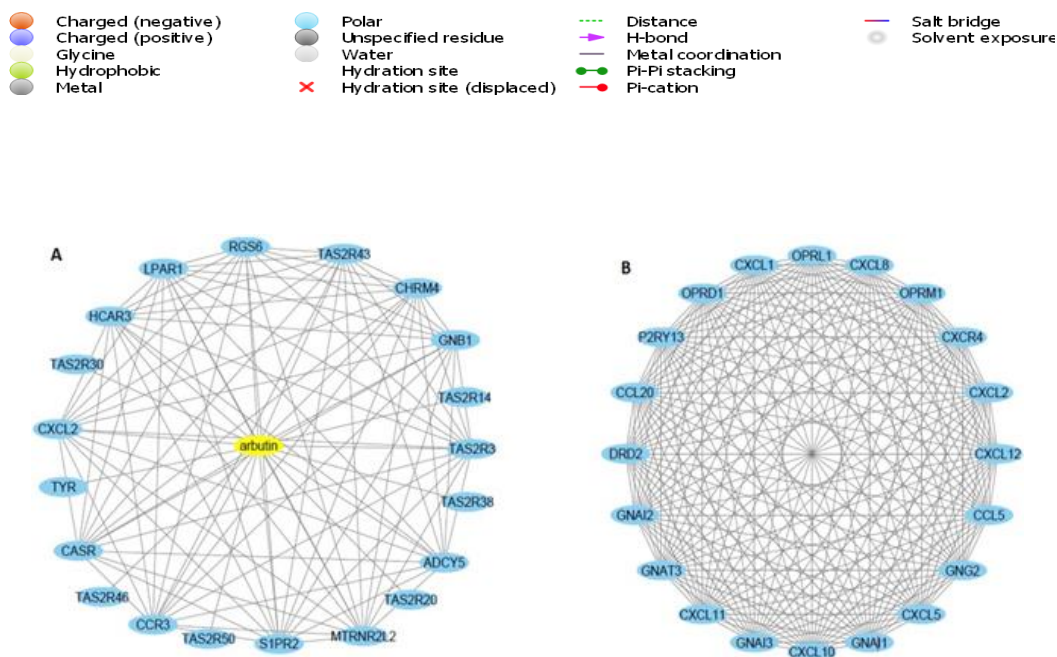 Charged (negative) Polar Distance Salt bridge
Charged (positive) Unspecified residue H-bond Solvent exposure
Glycine Water Metal coordination
Hydrophobic Hydration site Pi-Pi stacking
Metal Hydration site (displaced) Pi-cation
A
RGS6
TAS2R43
LPAR1
CHRM4
HCAR3
GNB1
TAS2R30
TAS2R14
CXCL2
arbutin
TAS2R3
TYR
TAS2R38
CASR
ADCY5
TAS2R46
TAS2R20
CCR3
TAS2R50
S1PR2
MTRNR2L2
B
OPRL1
CXCL1
CXCL8
OPRD1
OPRM1
P2RY13
CXCR4
CCL20
CXCL2
DRD2
CXCL12
GNAI2
CCL5
GNAT3
GNG2
CXCL11
CXCL5
GNAI3
GNAI1
CXCL10